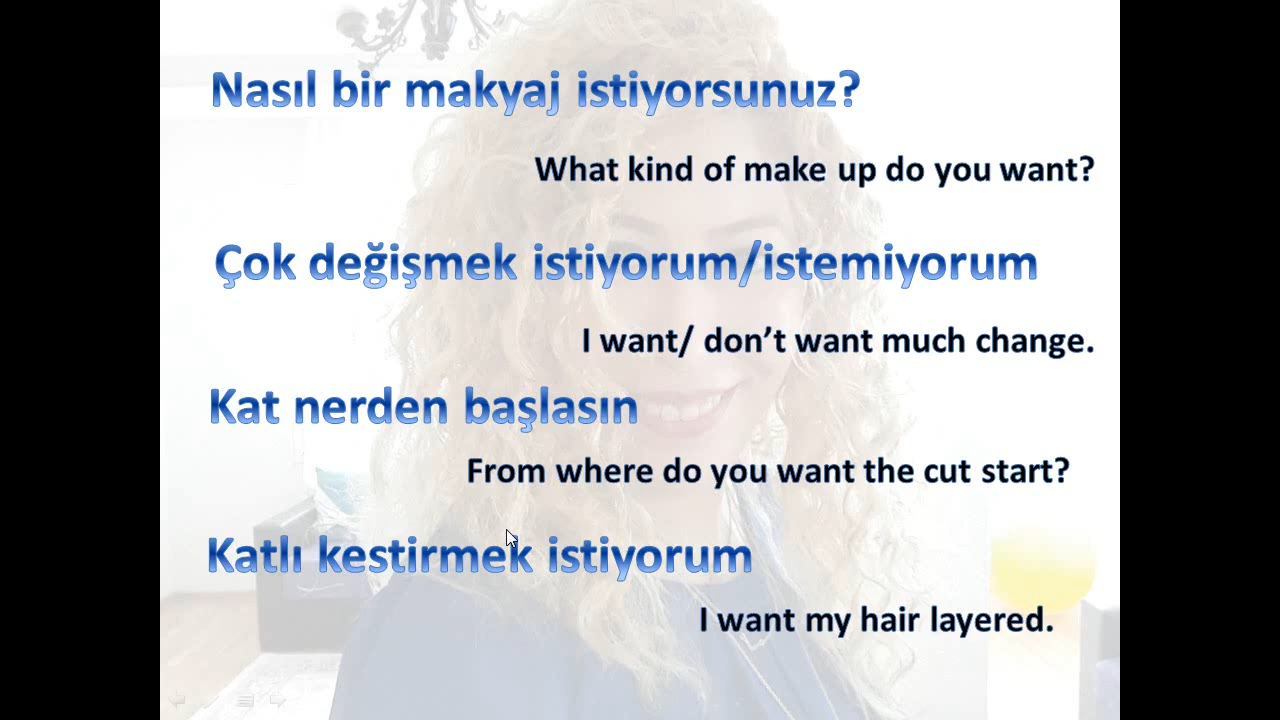 Nasıl bir makyaj istiyorsunuz?
What kind of make up do you want?
Çok değişmek istiyorum/istemiyorum
I want/ don’t want much change.
Kat nerden başlasın
From where do you want the cut start?
Katlı kestirmek istiyorum
I want my hair layered.